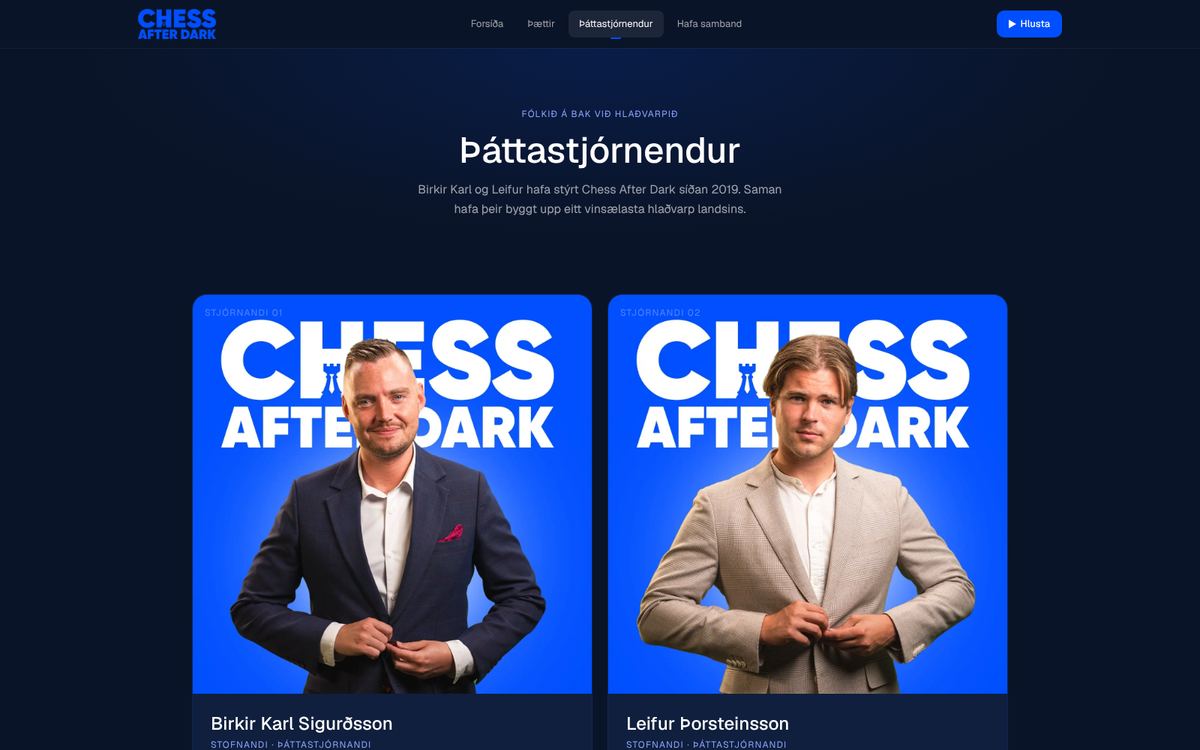 CHESS
AFTER DARK
Forsíða
Þættir
Þáttastjórnendur
Hafa samband
Hlusta
FÓLKIÐ Á BAK VIÐ HLAÐVARPIÐ
Þáttastjórnendur
Birkir Karl og Leifur hafa stýrt Chess After Dark síðan 2019. Saman
hafa þeir byggt upp eitt vinsælasta hlaðvarp landsins.
STJÓRNANDI 01
CHESS
AFTER DARK
Birkir Karl Sigurðsson
STOFNANDI · ÞÁTTASTJÓRNANDI
STJÓRNANDI 02
CHESS
AFTER DARK
Leifur Þorsteinsson
STOFNANDI · ÞÁTTASTJÓRNANDI